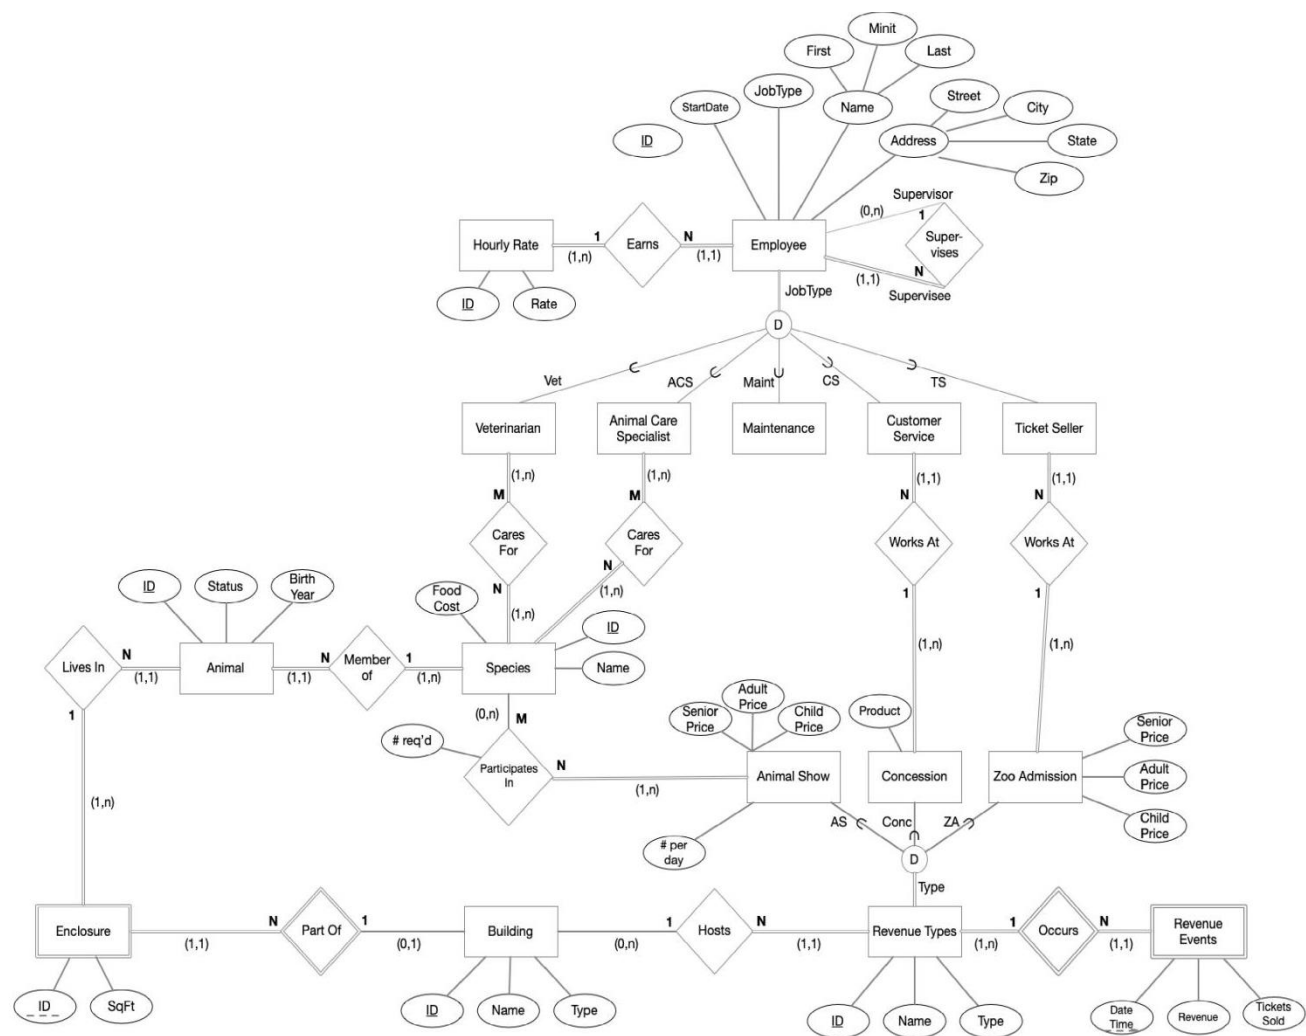 Minit
First
Last
JobType
StartDate
Name
Street
City
ID
Address
State
Zip
Supervisor
(0,n)
1
Hourly Rate
1
(1,n)
Earns
N
(1,1)
Employee
Super-
vises
(1,1)
N
Supervisee
ID
Rate
JobType
D
Vet
ACS
Maint
CS
TS
Veterinarian
Animal Care
Specialist
Maintenance
Customer
Service
Ticket Seller
(1,n)
(1,n)
(1,1)
(1,1)
M
M
N
N
Cares
For
Cares
For
Works At
Works At
N
N
1
1
(1,n)
(1,n)
ID
Status
Birth
Year
Food
Cost
ID
Name
(1,n)
(1,n)
Lives In
N
(1,1)
Animal
N
(1,1)
Member
of
1
(1,n)
Species
1
(0,n)
M
# req'd
Participates
In
N
(1,n)
Senior
Price
Adult
Price
Child
Price
Product
Animal Show
Concession
Zoo Admission
Senior
Price
Adult
Price
Child
Price
(1,n)
# per
day
AS
Conc
ZA
D
Type
Enclosure
(1,1)
N
Part Of
1
(0,1)
Building
(0,n)
1
Hosts
N
(1,1)
Revenue Types
1
(1,n)
Occurs
N
(1,1)
Revenue
Events
ID
SqFt
ID
Name
Type
ID
Name
Type
Date
Time
Revenue
Tickets
Sold